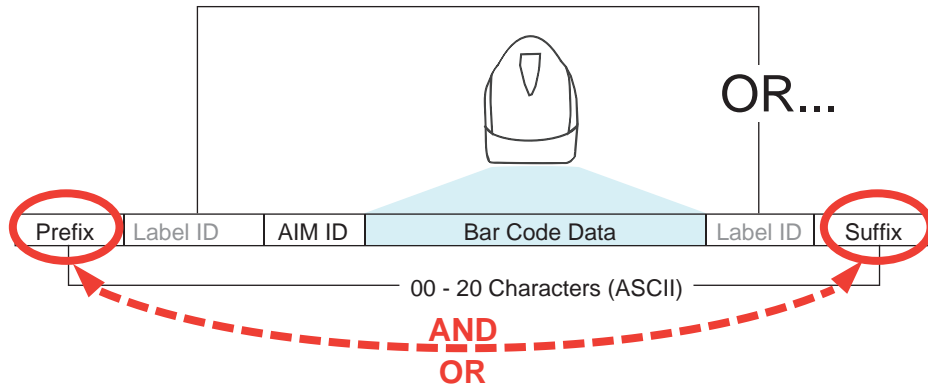 OR...
Prefix Label ID AIM ID Bar Code Data Label ID Suffix
00 - 20 Characters (ASCII)
AND
OR